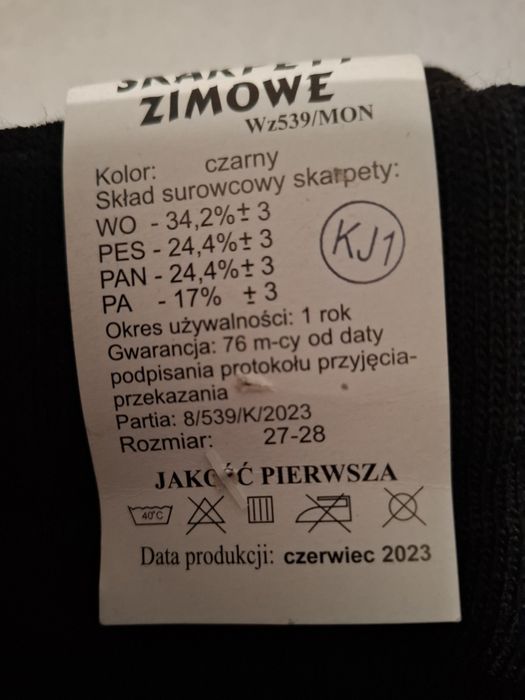 SKARPETY
ZIMOWE
Wz539/MON
Kolor: czarny
Skład surowcowy skarpety:
WO - 34,2%± 3
PES - 24,4%± 3
PAN - 24,4%± 3
PA - 17% ± 3
KJ1
Okres używalności: 1 rok
Gwarancja: 76 m-cy od daty
podpisania protokołu przyjęcia-
przekazania
Partia: 8/539/K/2023
Rozmiar: 27-28
JAKOŚĆ PIERWSZA
40°C
Data produkcji: czerwiec 2023